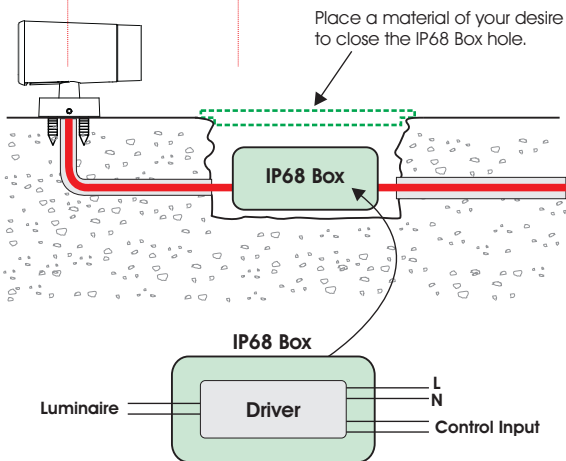 Place a material of your desire
to close the IP68 Box hole.
IP68 Box
IP68 Box
Luminaire
Driver
L
N
Control Input